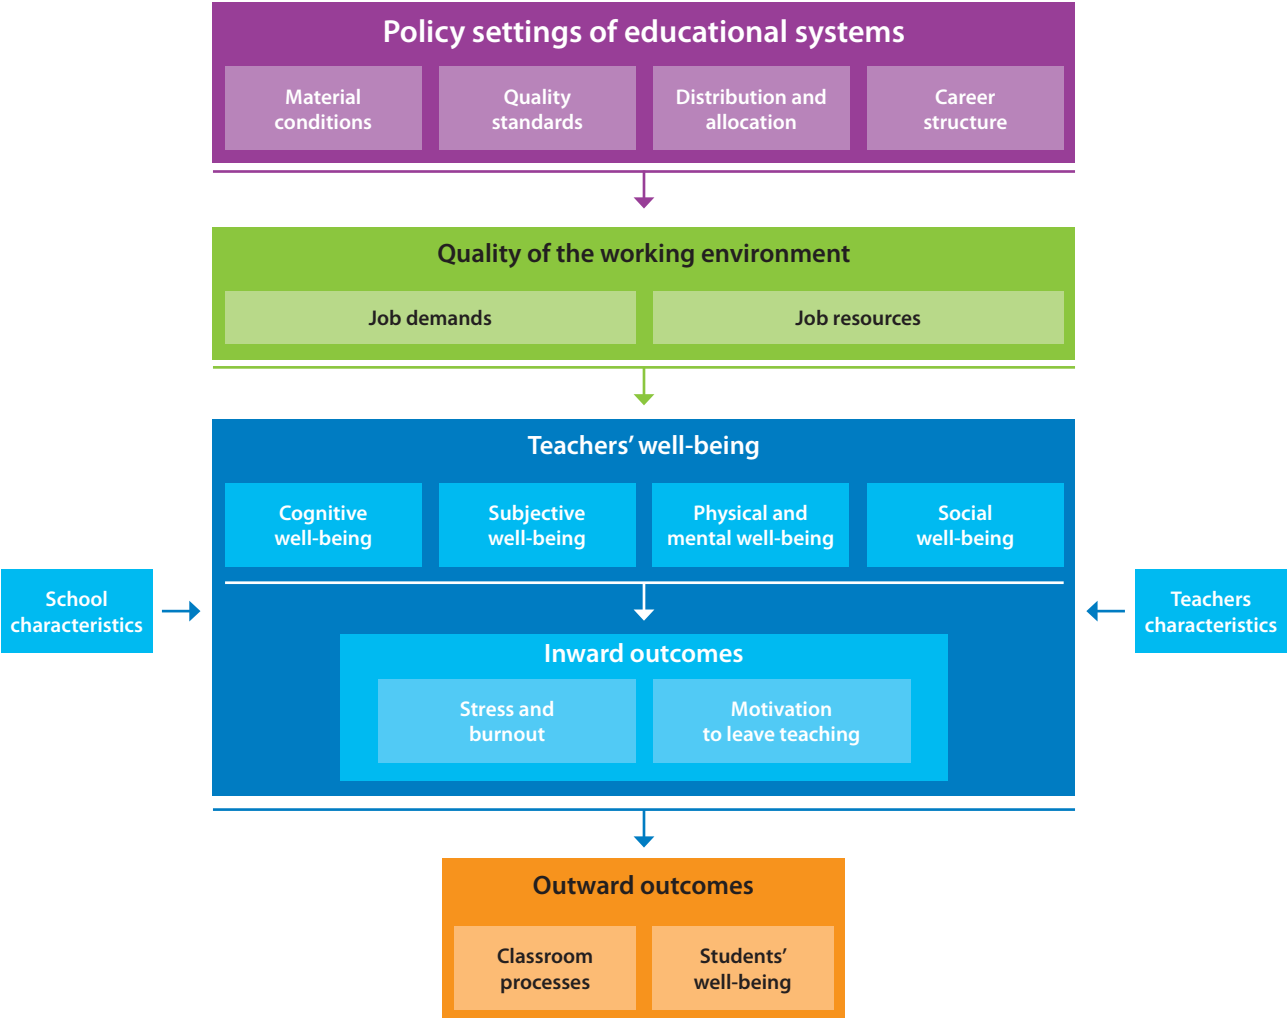 Policy settings of educational systems
Material
conditions
Quality
standards
Distribution and
allocation
Career
structure
Quality of the working environment
Job demands
Job resources
Teachers’ well-being
Cognitive
well-being
Subjective
well-being
Physical and
mental well-being
Social
well-being
School
characteristics
Teachers
characteristics
Inward outcomes
Stress and
burnout
Motivation
to leave teaching
Outward outcomes
Classroom
processes
Students’
well-being